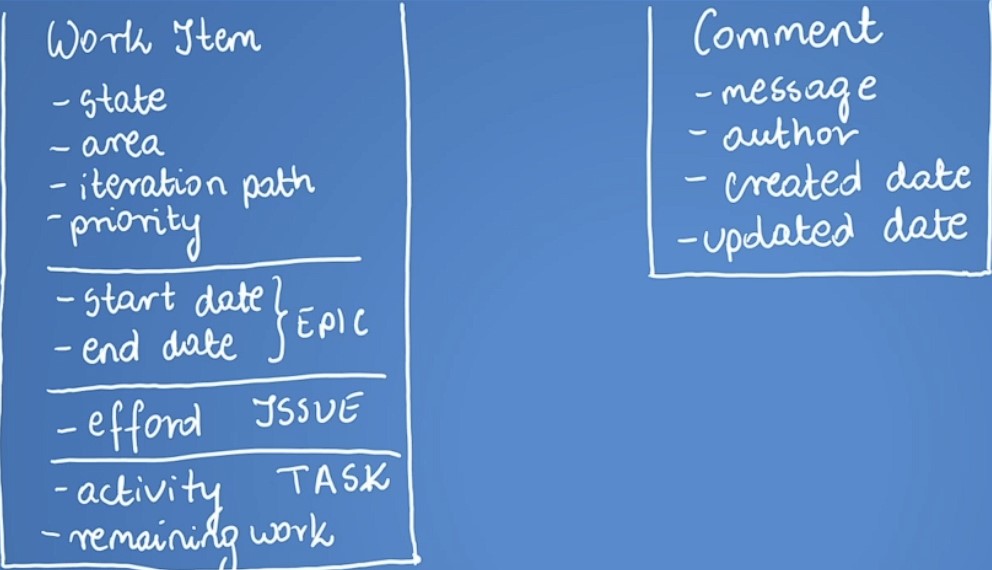 Work Item
- state
- area
- iteration path
- priority
- start date
- end date
EPIC
- efford ISSUE
- activity TASK
- remaining work
Comment
- message
- author
- created date
- updated date